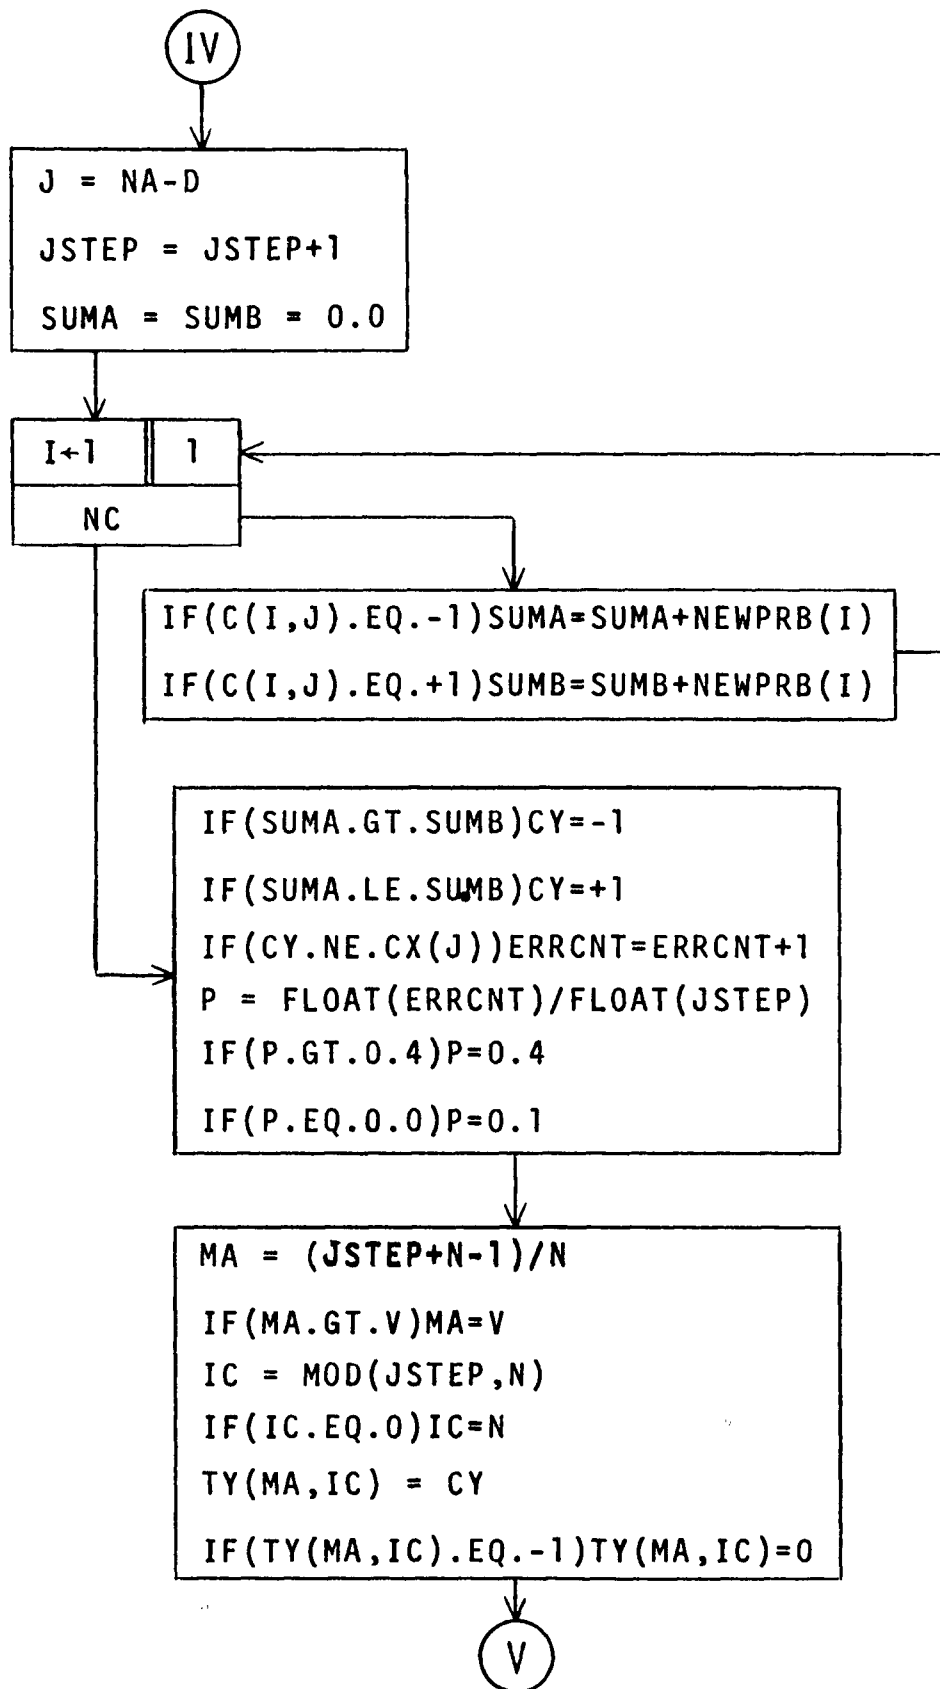 IV
J = NA-D
JSTEP = JSTEP+1
SUMA = SUMB = 0.0
I←1 1
NC
IF(C(I,J).EQ.-1)SUMA=SUMA+NEWPRB(I)
IF(C(I,J).EQ.+1)SUMB=SUMB+NEWPRB(I)
IF(SUMA.GT.SUMB)CY=-1
IF(SUMA.LE.SUMB)CY=+1
IF(CY.NE.CX(J))ERRCNT=ERRCNT+1
P = FLOAT(ERRCNT)/FLOAT(JSTEP)
IF(P.GT.0.4)P=0.4
IF(P.EQ.0.0)P=0.1
MA = (JSTEP+N-1)/N
IF(MA.GT.V)MA=V
IC = MOD(JSTEP,N)
IF(IC.EQ.0)IC=N
TY(MA,IC) = CY
IF(TY(MA,IC).EQ.-1)TY(MA,IC)=0
V